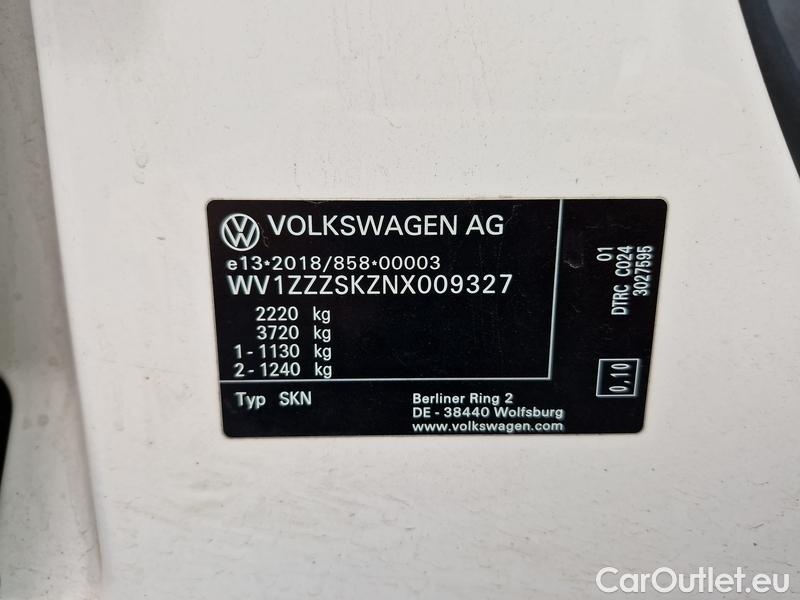 VOLKSWAGEN AG
e13*2018/858*00003
WV1ZZZSKZNX009327
2220 kg
3720 kg
1 - 1130 kg
2 - 1240 kg
Typ SKN
Berliner Ring 2
DE - 38440 Wolfsburg
www.volkswagen.com
01
DTRC C024
3027595
0,10
CarOutlet.eu